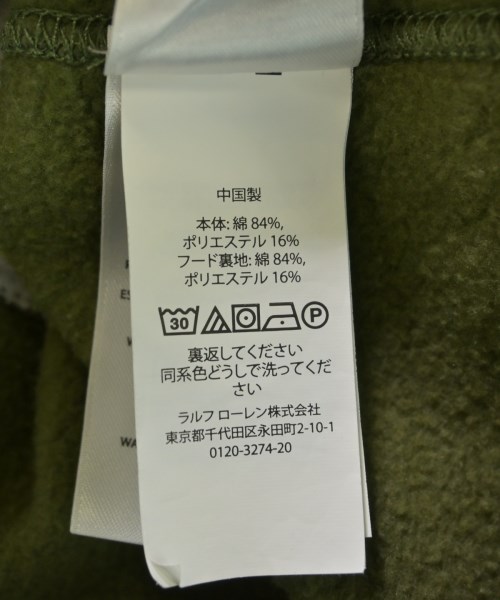 中国製
本体: 綿 84%,
ポリエステル 16%
フード裏地: 綿 84%,
ポリエステル 16%
30
P
裏返してください
同系色どうしで洗ってくだ
さい
ラルフ ローレン株式会社
東京都千代田区永田町2-10-1
0120-3274-20